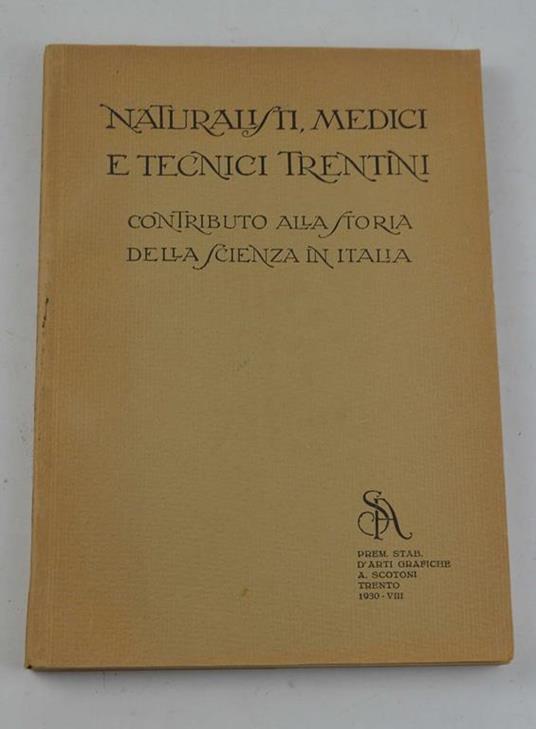 NATURALISTI, MEDICI
E TECNICI TRENTINI
CONTRIBUTO ALLA STORIA
DELLA SCIENZA IN ITALIA
SA
PREM. STAB.
D'ARTI GRAFICHE
A. SCOTONI
TRENTO
1930-VIII